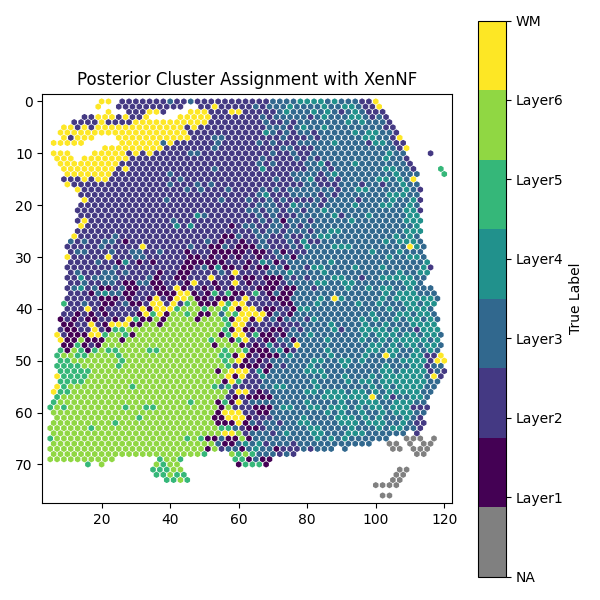 Posterior Cluster Assignment with XenNF
0
10
20
30
40
50
60
70
20
40
60
80
100
120
WM
Layer6
Layer5
Layer4
Layer3
Layer2
Layer1
NA
True Label